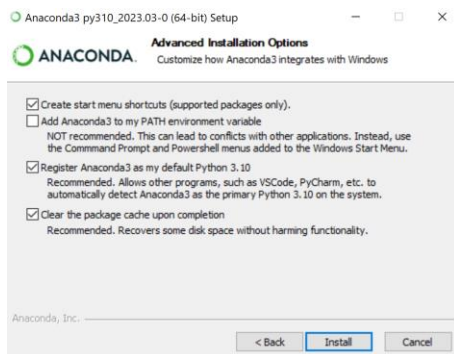 Anaconda3 py310_2023.03-0 (64-bit) Setup
ANACONDA.
Advanced Installation Options
Customize how Anaconda3 integrates with Windows
Create start menu shortcuts (supported packages only).
Add Anaconda3 to my PATH environment variable
NOT recommended. This can lead to conflicts with other applications. Instead, use
the Commmand Prompt and Powershell menus added to the Windows Start Menu.
Register Anaconda3 as my default Python 3.10
Recommended. Allows other programs, such as VSCode, PyCharm, etc. to
automatically detect Anaconda3 as the primary Python 3.10 on the system.
Clear the package cache upon completion
Recommended. Recovers some disk space without harming functionality.
Anaconda, Inc.
< Back Install Cancel